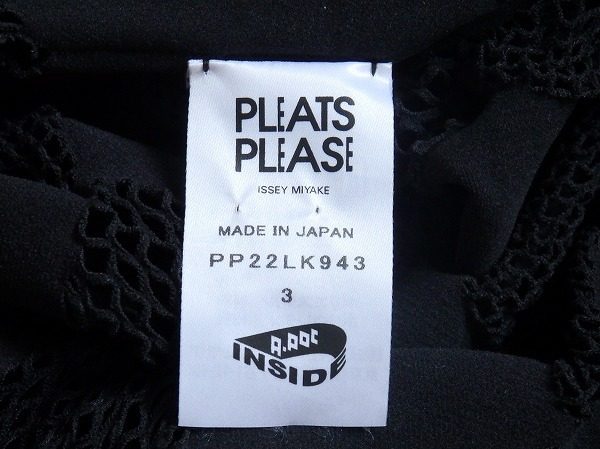 PLEATS
PLEASE
ISSEY MIYAKE
MADE IN JAPAN
PP22LK943
3
A.POC
INSIDE